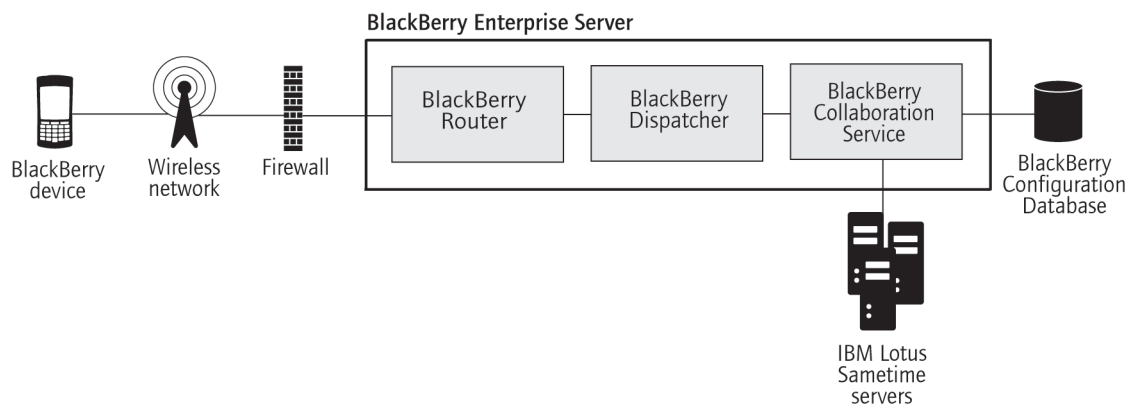 BlackBerry Enterprise Server
BlackBerry
device
Wireless
network
Firewall
BlackBerry
Router
BlackBerry
Dispatcher
BlackBerry
Collaboration
Service
BlackBerry
Configuration
Database
IBM Lotus
Sametime
servers